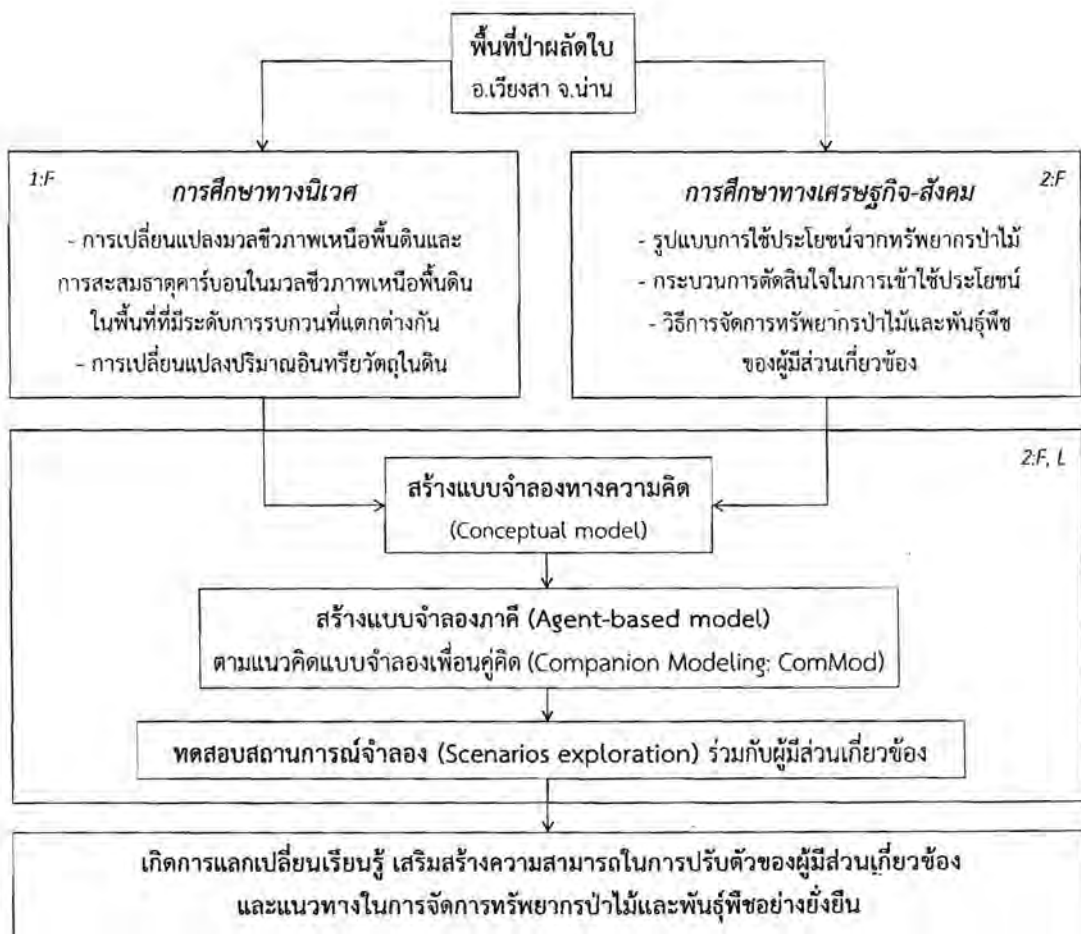 พื้นที่ป่าผลัดใบ
อ.เวียงสา จ.น่าน
1:F
การศึกษาทางนิเวศ
- การเปลี่ยนแปลงมวลชีวภาพเหนือพื้นดินและ
การสะสมธาตุคาร์บอนในมวลชีวภาพเหนือพื้นดิน
ในพื้นที่ที่มีระดับการรบกวนที่แตกต่างกัน
- การเปลี่ยนแปลงปริมาณอินทรียวัตถุในดิน
2:F
การศึกษาทางเศรษฐกิจ-สังคม
- รูปแบบการใช้ประโยชน์จากทรัพยากรป่าไม้
- กระบวนการตัดสินใจในการเข้าใช้ประโยชน์
- วิธีการจัดการทรัพยากรป่าไม้และพันธุ์พืช
ของผู้มีส่วนเกี่ยวข้อง
2:F, L
สร้างแบบจำลองทางความคิด
(Conceptual model)
สร้างแบบจำลองภาคี (Agent-based model)
ตามแนวคิดแบบจำลองเพื่อนคู่คิด (Companion Modeling: ComMod)
ทดสอบสถานการณ์จำลอง (Scenarios exploration) ร่วมกับผู้มีส่วนเกี่ยวข้อง
เกิดการแลกเปลี่ยนเรียนรู้ เสริมสร้างความสามารถในการปรับตัวของผู้มีส่วนเกี่ยวข้อง
และแนวทางในการจัดการทรัพยากรป่าไม้และพันธุ์พืชอย่างยั่งยืน